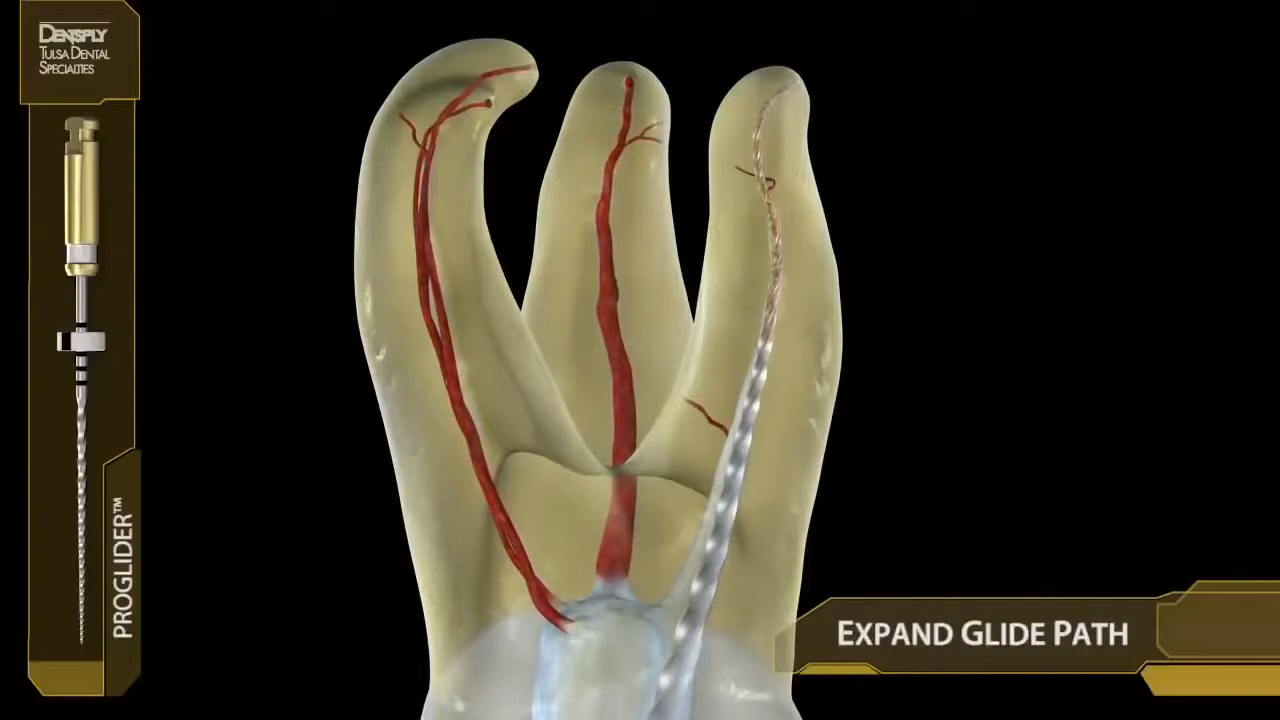 DENTSPLY
TULSA DENTAL
SPECIALTIES
PROGLIDER™
EXPAND GLIDE PATH